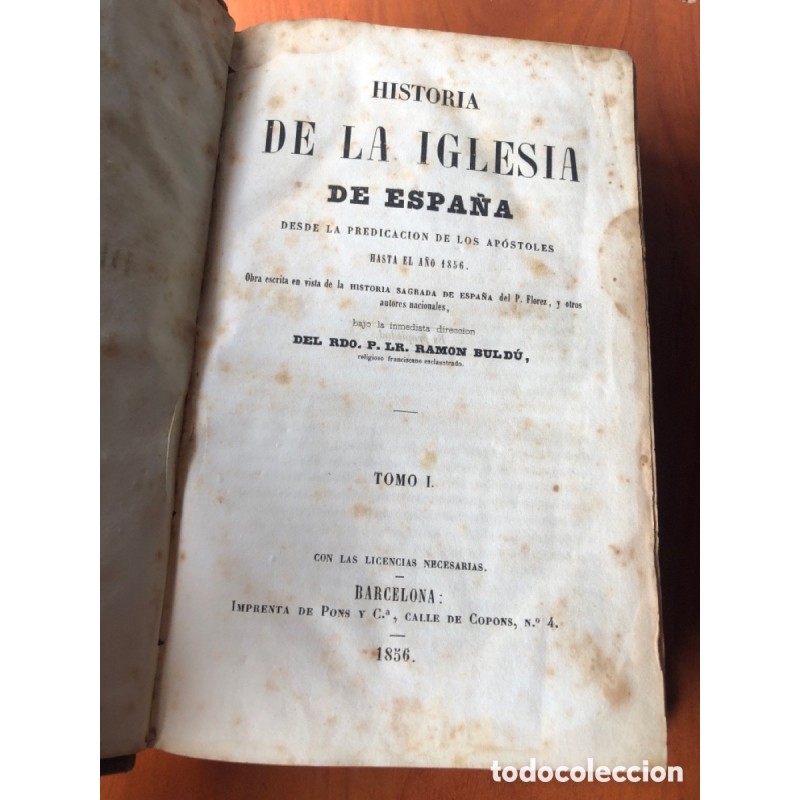 HISTORIA
DE LA IGLESIA
DE ESPAÑA
DESDE LA PREDICACION DE LOS APÓSTOLES
HASTA EL AÑO 1856.
Obra escrita en vista de la HISTORIA SAGRADA DE ESPAÑA del P. Florez, y otros
autores nacionales,
bajo la inmediata direccion
DEL RDO. P. LR. RAMON BULDÚ,
religioso franciscano esclaustrado.
TOMO I.
CON LAS LICENCIAS NECESARIAS.
BARCELONA:
IMPRENTA DE PONS Y C.ª, CALLE DE COPONS, N.º 4.
1856.
todocoleccion